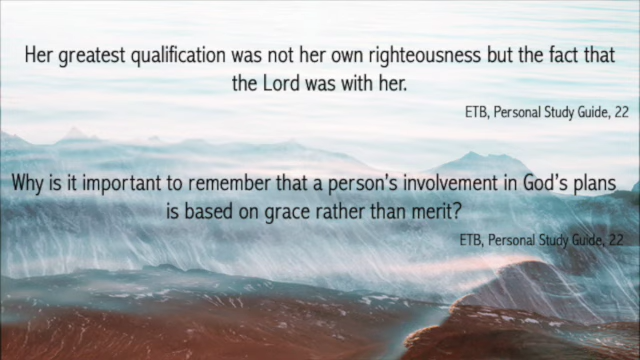 Her greatest qualification was not her own righteousness but the fact that
the Lord was with her.
ETB, Personal Study Guide, 22
Why is it important to remember that a person's involvement in God's plans
is based on grace rather than merit?
ETB, Personal Study Guide, 22